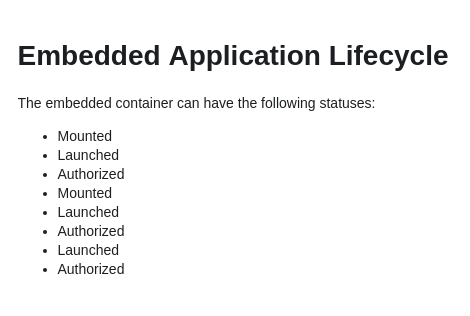 Embedded Application Lifecycle
The embedded container can have the following statuses:
• Mounted
• Launched
• Authorized
• Mounted
• Launched
• Authorized
• Launched
• Authorized